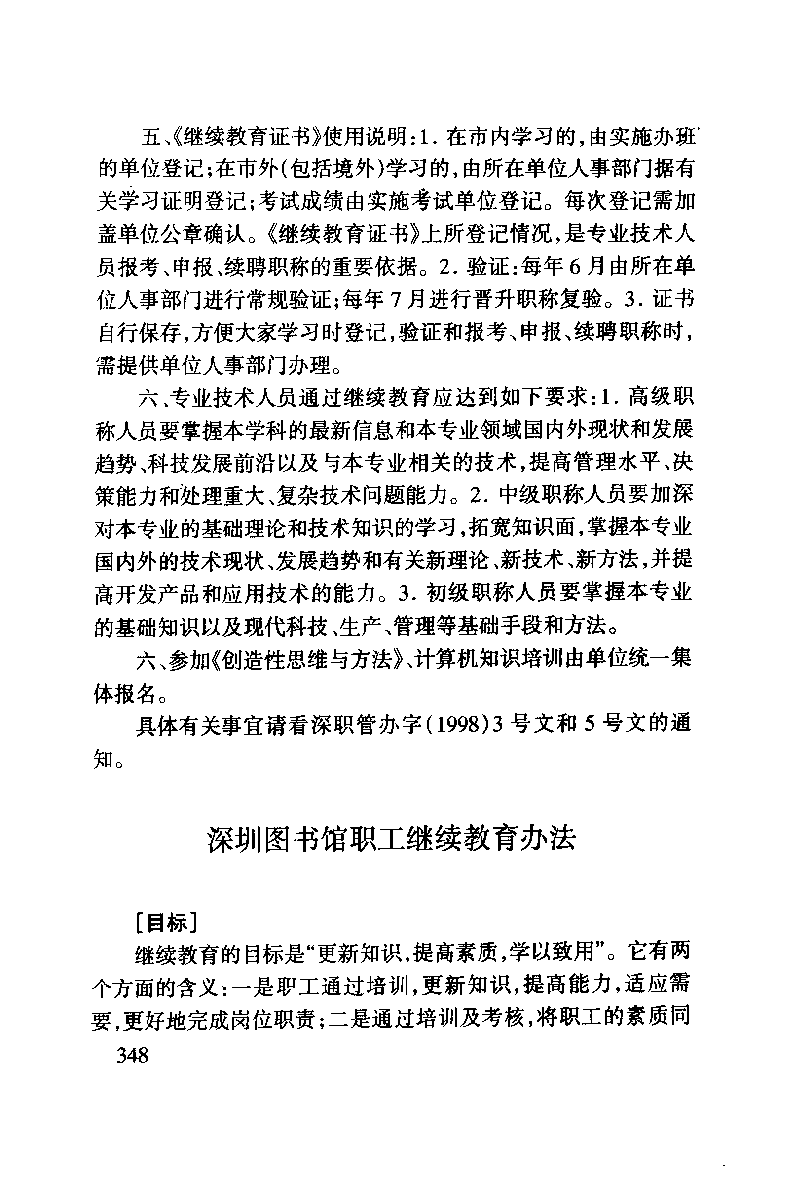 五、《继续教育证书》使用说明:1. 在市内学习的,由实施办班
的单位登记;在市外(包括境外)学习的,由所在单位人事部门据有
关学习证明登记;考试成绩由实施考试单位登记。每次登记需加
盖单位公章确认。《继续教育证书》上所登记情况,是专业技术人
员报考、申报、续聘职称的重要依据。2. 验证:每年 6 月由所在单
位人事部门进行常规验证;每年 7 月进行晋升职称复验。3. 证书
自行保存,方便大家学习时登记,验证和报考、申报、续聘职称时,
需提供单位人事部门办理。
六、专业技术人员通过继续教育应达到如下要求:1. 高级职
称人员要掌握本学科的最新信息和本专业领域国内外现状和发展
趋势、科技发展前沿以及与本专业相关的技术,提高管理水平、决
策能力和处理重大、复杂技术问题能力。2. 中级职称人员要加深
对本专业的基础理论和技术知识的学习,拓宽知识面,掌握本专业
国内外的技术现状、发展趋势和有关新理论、新技术、新方法,并提
高开发产品和应用技术的能力。3. 初级职称人员要掌握本专业
的基础知识以及现代科技、生产、管理等基础手段和方法。
六、参加《创造性思维与方法》、计算机知识培训由单位统一集
体报名。
具体有关事宜请看深职管办字(1998)3 号文和 5 号文的通
知。
深圳图书馆职工继续教育办法
[目标]
继续教育的目标是“更新知识,提高素质,学以致用”。它有两
个方面的含义:一是职工通过培训,更新知识,提高能力,适应需
要,更好地完成岗位职责;二是通过培训及考核,将职工的素质同
348